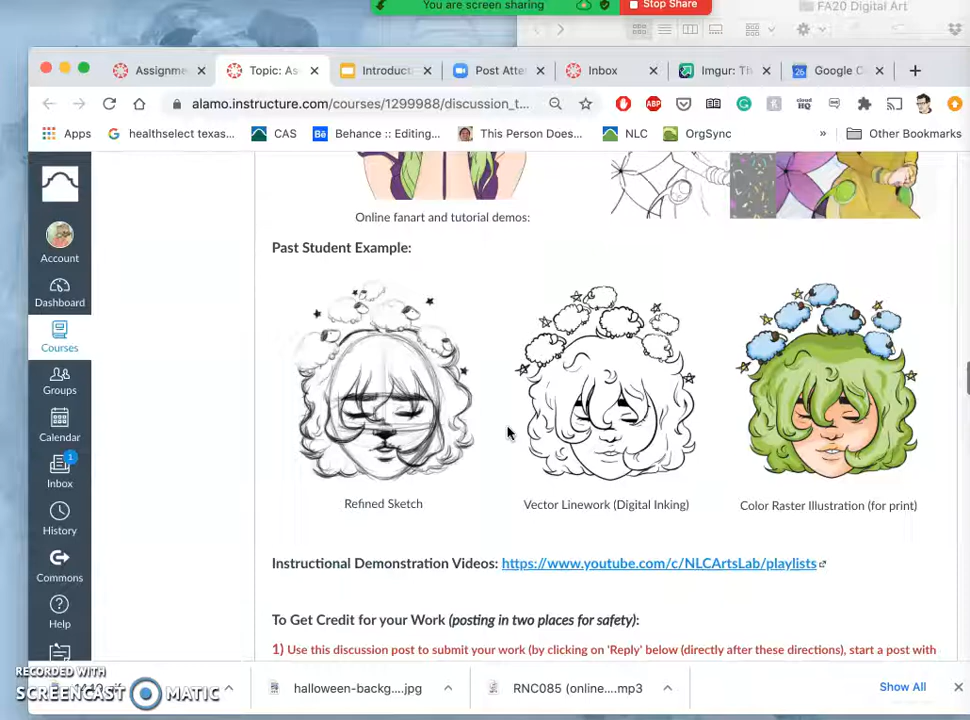 You are screen sharing
Stop Share
FA20 Digital Art
Assignme
Topic: As
Introduct
Post Atte
Inbox
Imgur: Th
26
Google C
alamo.instructure.com/courses/1299988/discussion_t...
ABP
Apps
healthselect texas...
CAS
Behance :: Editing...
This Person Does...
NLC
OrgSync
»
Other Bookmarks
Account
Dashboard
Courses
Groups
Calendar
1
Inbox
History
Commons
Help
Online fanart and tutorial demos:
Past Student Example:
Refined Sketch
Vector Linework (Digital Inking)
Color Raster Illustration (for print)
Instructional Demonstration Videos: https://www.youtube.com/c/NLCArtsLab/playlists
To Get Credit for your Work (posting in two places for safety):
1) Use this discussion post to submit your work (by clicking on 'Reply' below (directly after these directions), start a post with
RECORDED WITH
SCREENCAST MATIC
halloween-backg....jpg
RNC085 (online....mp3
Show All